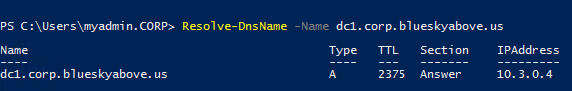 PS C:\Users\myadmin.CORP> Resolve-DnsName -Name dc1.corp.blueskyabove.us
Name Type TTL Section IPAddress
---- ---- --- ------- ---------
dc1.corp.blueskyabove.us A 2375 Answer 10.3.0.4